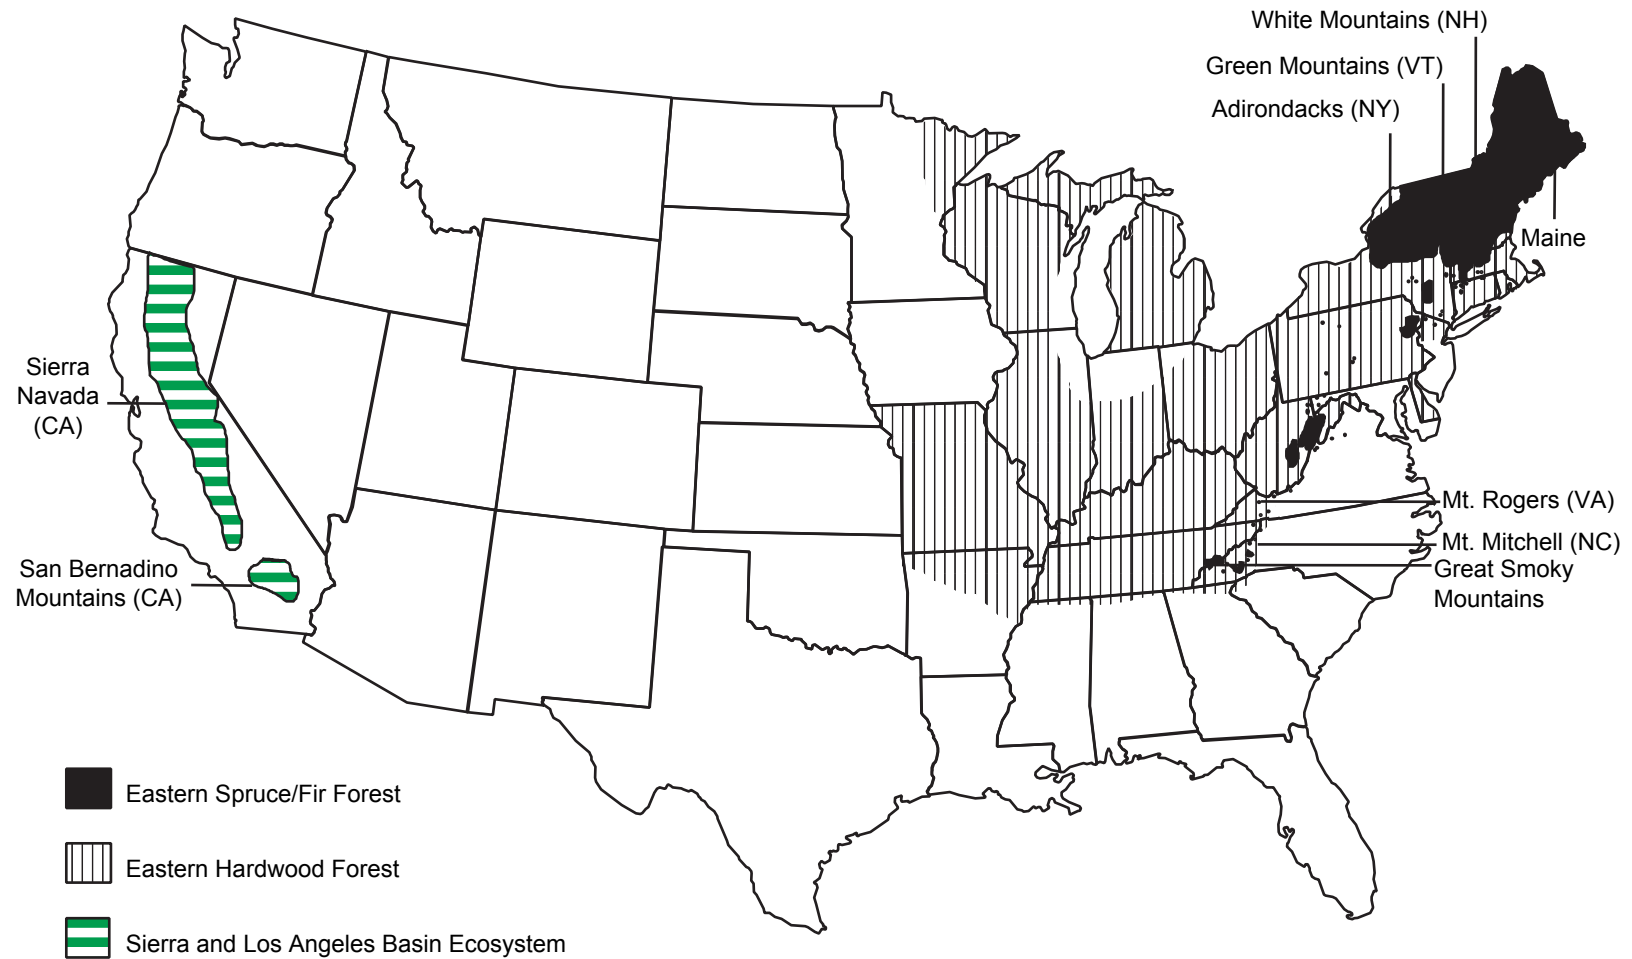 White Mountains (NH)
Green Mountains (VT)
Adirondacks (NY)
Maine
Sierra
Navada
(CA)
Mt. Rogers (VA)
Mt. Mitchell (NC)
Great Smoky
Mountains
San Bernadino
Mountains (CA)
Eastern Spruce/Fir Forest
Eastern Hardwood Forest
Sierra and Los Angeles Basin Ecosystem